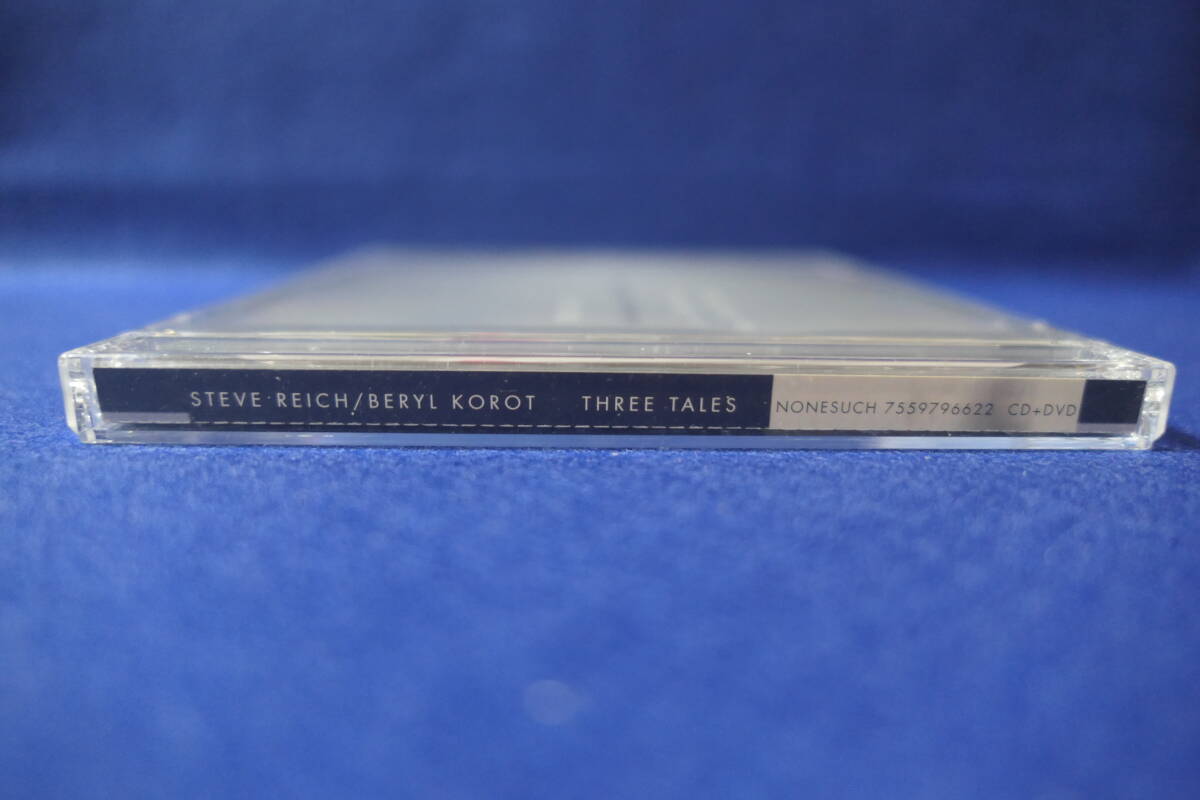 STEVE REICH/BERYL KOROT THREE TALES NONESUCH 7559796622 CD+DVD